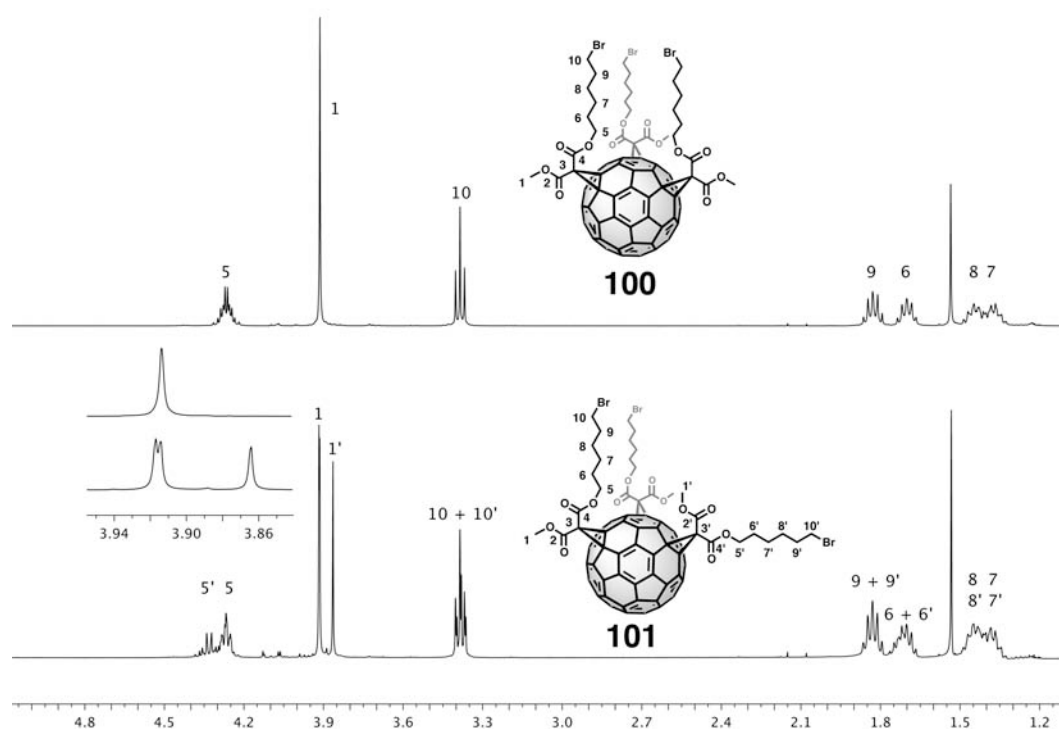 Br
Br
Br
10
9
8
7
6
5
O
O
O
O
O
O
O
4
3
O
O
1
2
O
O
O
O
100
1
10
5
9
6
8 7
3.94
3.90
3.86
Br
Br
10
9
8
7
6
5
O
O
O
O
O
1'
O
2'
3'
O
4
3
O
1
2
O
O
4'
O
5'
6'
7'
8'
9'
10'
Br
101
1
1'
10 + 10'
5' 5
9 + 9'
6 + 6'
8 7
8' 7'
4.8
4.5
4.2
3.9
3.6
3.3
3.0
2.7
2.4
2.1
1.8
1.5
1.2